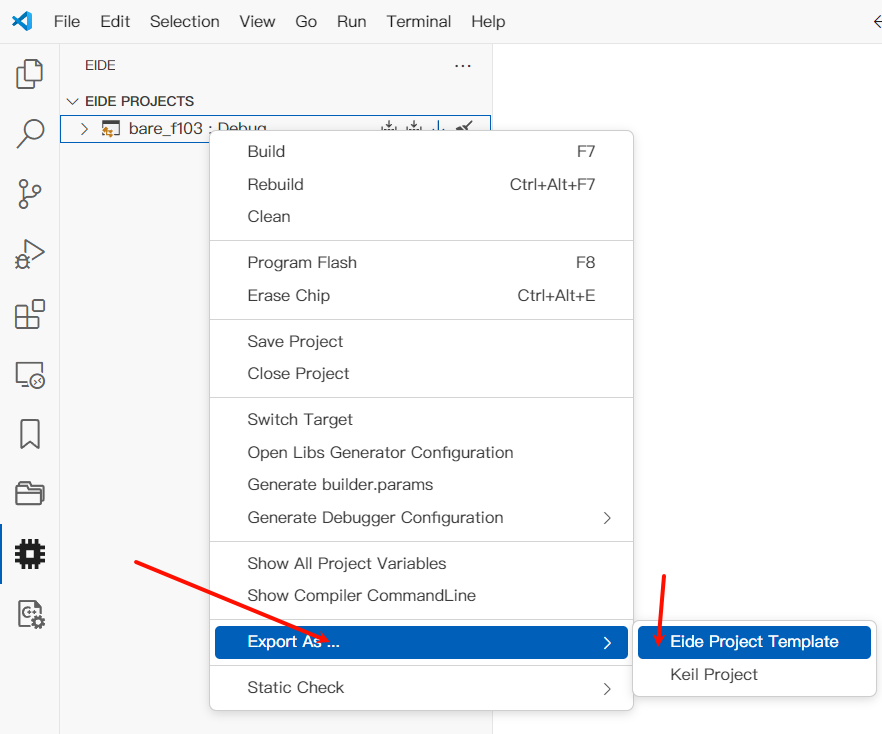 File Edit Selection View Go Run Terminal Help
EIDE
EIDE PROJECTS
bare_f103 : Debug
Build F7
Rebuild Ctrl+Alt+F7
Clean
Program Flash F8
Erase Chip Ctrl+Alt+E
Save Project
Close Project
Switch Target
Open Libs Generator Configuration
Generate builder.params
Generate Debugger Configuration
Show All Project Variables
Show Compiler CommandLine
Export As ...
Eide Project Template
Keil Project
Static Check